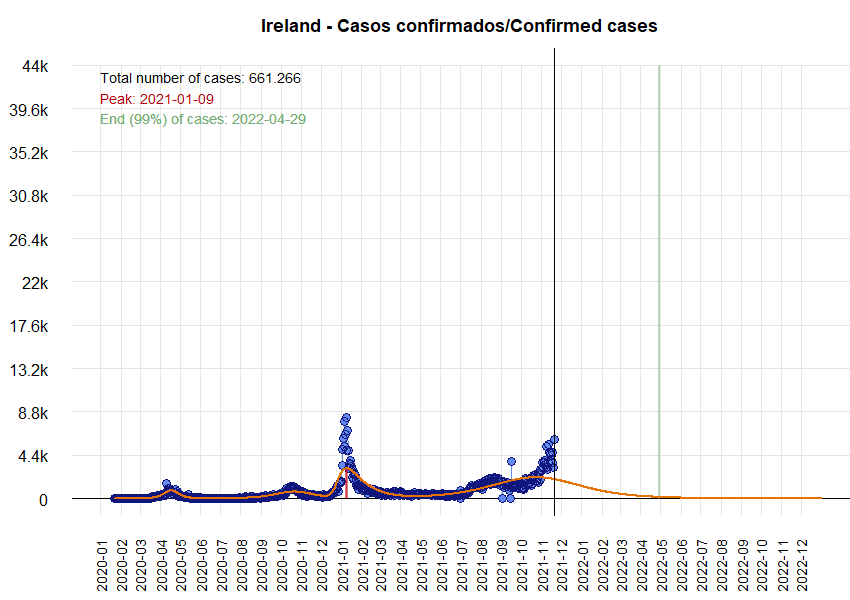 Ireland - Casos confirmados/Confirmed cases
44k
39.6k
35.2k
30.8k
26.4k
22k
17.6k
13.2k
8.8k
4.4k
0
Total number of cases: 661.266
Peak: 2021-01-09
End (99%) of cases: 2022-04-29
2020-01
2020-02
2020-03
2020-04
2020-05
2020-06
2020-07
2020-08
2020-09
2020-10
2020-11
2020-12
2021-01
2021-02
2021-03
2021-04
2021-05
2021-06
2021-07
2021-08
2021-09
2021-10
2021-11
2021-12
2022-01
2022-02
2022-03
2022-04
2022-05
2022-06
2022-07
2022-08
2022-09
2022-10
2022-11
2022-12